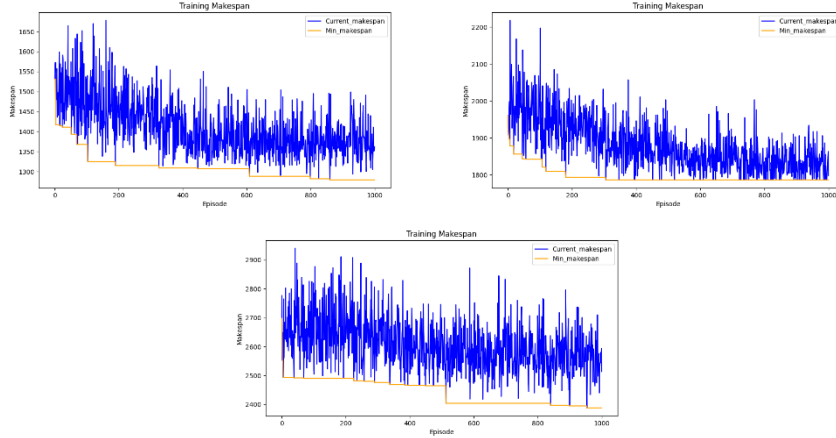 Training Makespan
Current_makespan
Min_makespan
1650
1600
1550
1500
1450
1400
1350
1300
Makespan
0
200
400
600
800
1000
Episode
Training Makespan
Current_makespan
Min_makespan
2200
2100
2000
1900
1800
Makespan
0
200
400
600
800
1000
Episode
Training Makespan
Current_makespan
Min_makespan
2900
2800
2700
2600
2500
2400
Makespan
0
200
400
600
800
1000
Episode